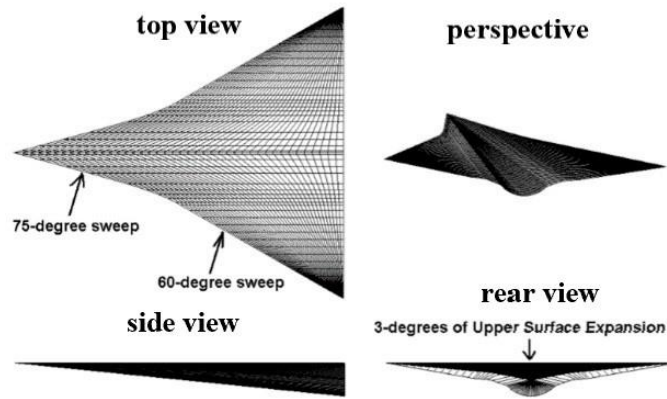 top view
perspective
75-degree sweep
60-degree sweep
side view
rear view
3-degrees of Upper Surface Expansion